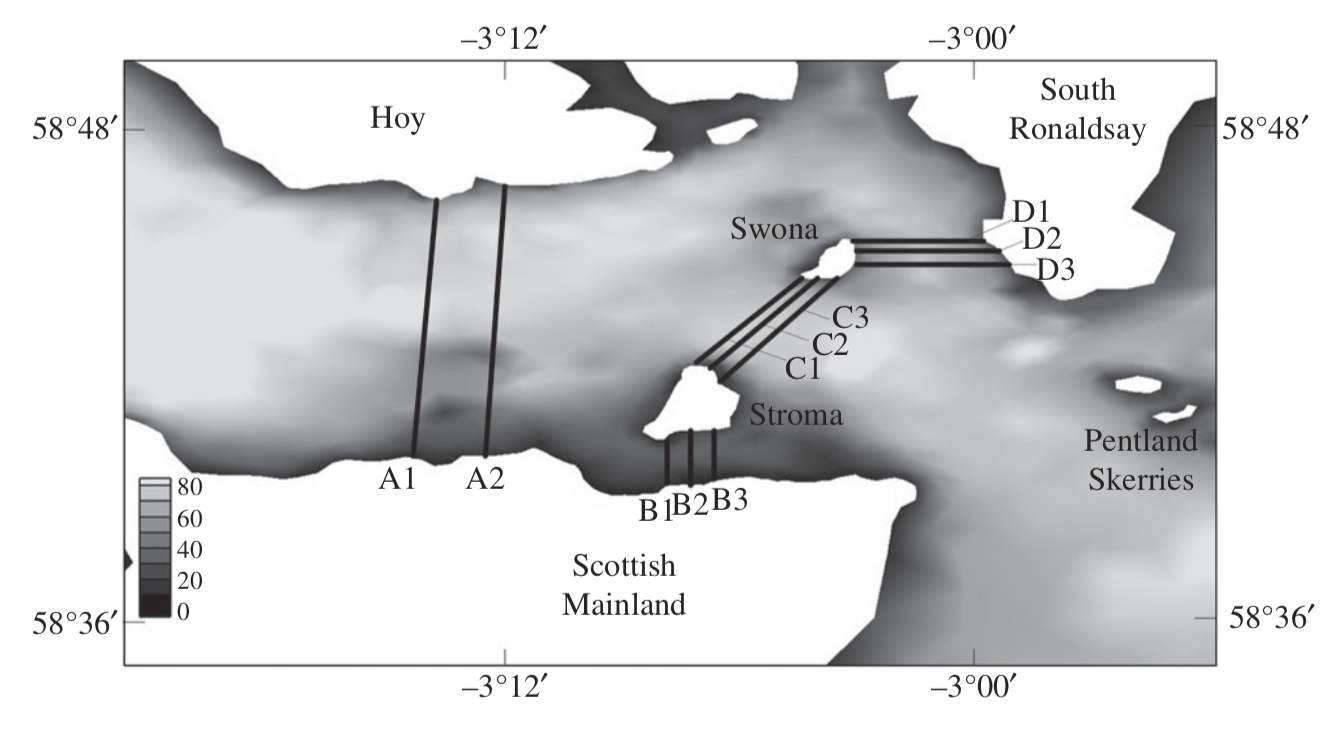 –3°12′
–3°00′
Hoy
South
Ronaldsay
58°48′
58°48′
Swona
D1
D2
D3
C3
C2
C1
Stroma
Pentland
Skerries
A1
A2
B1
B2
B3
80
60
40
20
0
Scottish
Mainland
58°36′
58°36′
–3°12′
–3°00′